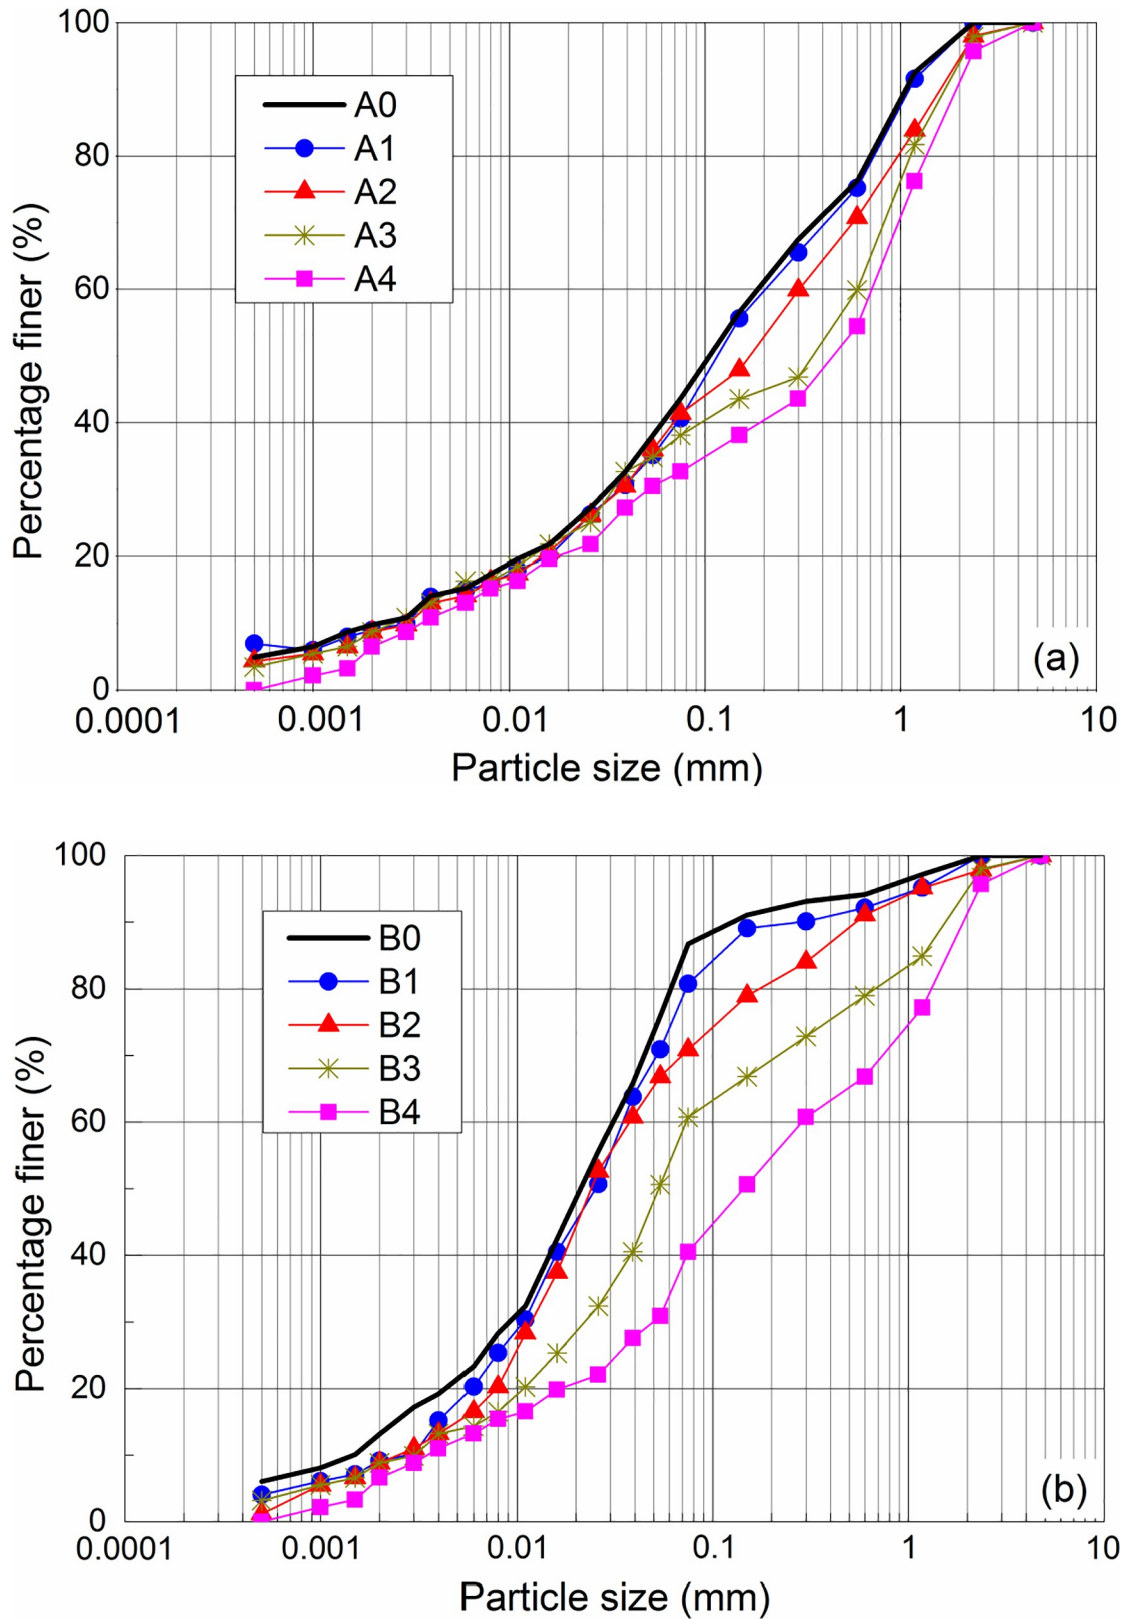 100
80
60
40
20
0
Percentage finer (%)
A0
A1
A2
A3
A4
(a)
0.0001 0.001 0.01 0.1 1 10
Particle size (mm)
100
80
60
40
20
0
Percentage finer (%)
B0
B1
B2
B3
B4
(b)
0.0001 0.001 0.01 0.1 1 10
Particle size (mm)